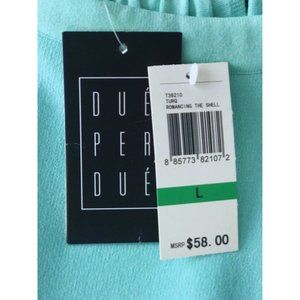 DUÉ
PER
DUÉ
T38210
TURQ
ROMANCING THE SHELL
8 85773 82107 2
L
MSRP $58.00